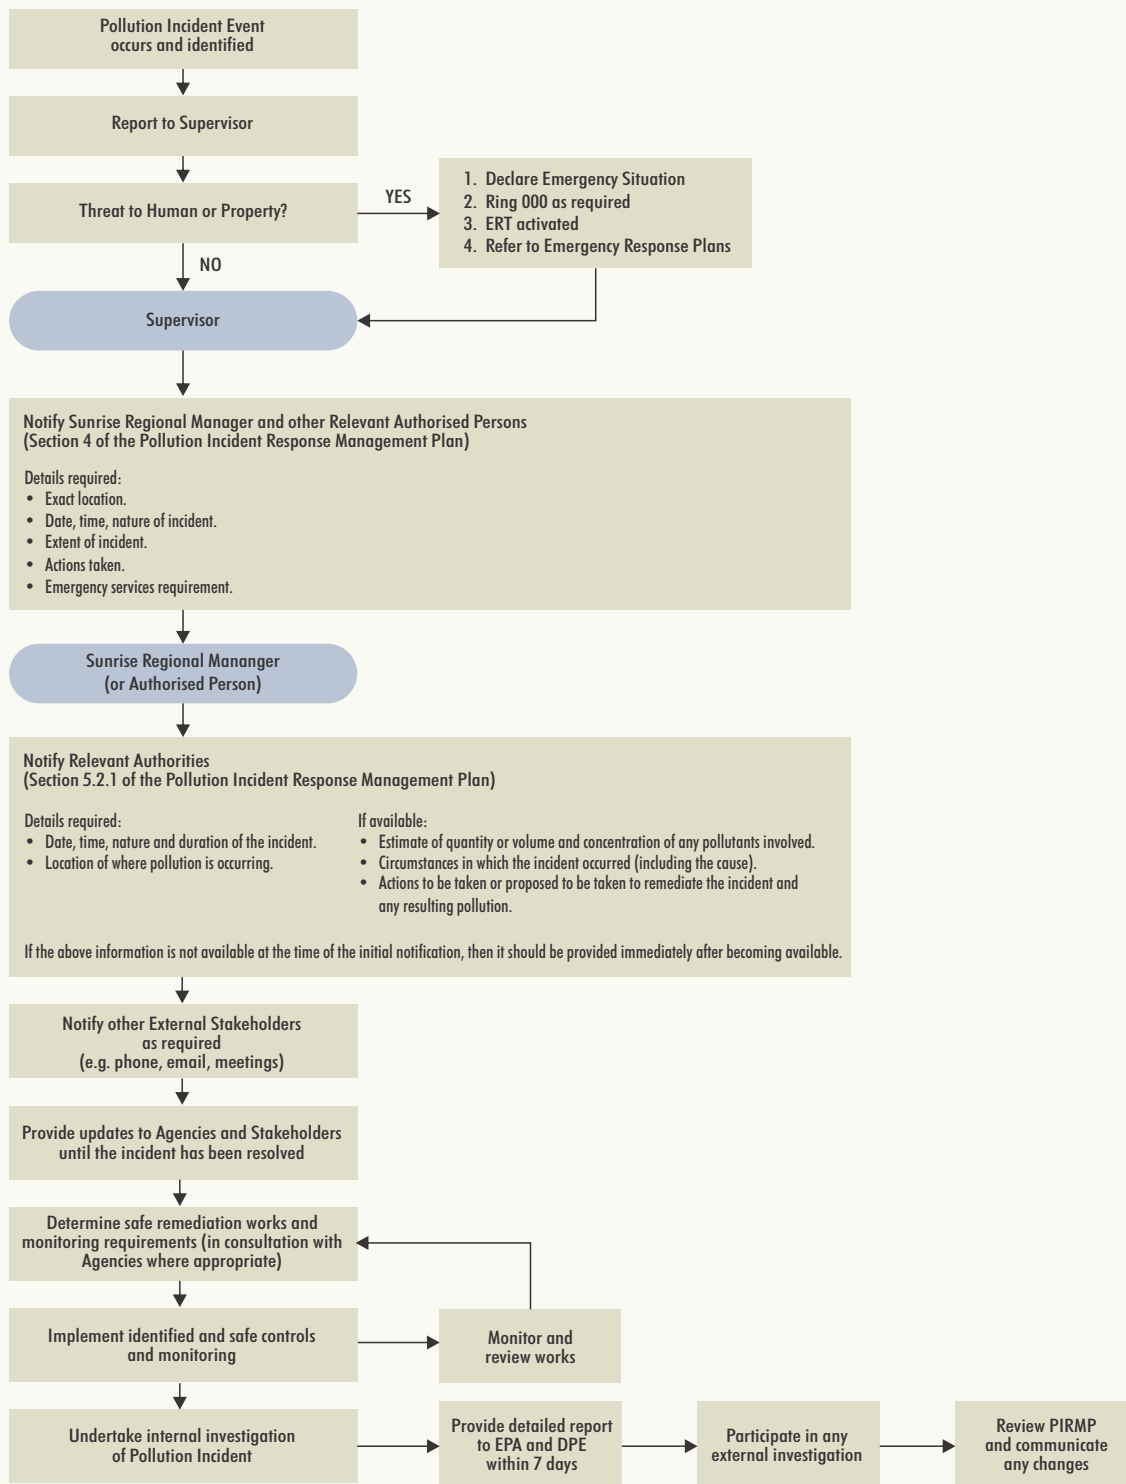 Pollution Incident Event
occurs and identified
Report to Supervisor
Threat to Human or Property?
YES
1. Declare Emergency Situation
2. Ring 000 as required
3. ERT activated
4. Refer to Emergency Response Plans
NO
Supervisor
Notify Sunrise Regional Manager and other Relevant Authorised Persons
(Section 4 of the Pollution Incident Response Management Plan)
Details required:
• Exact location.
• Date, time, nature of incident.
• Extent of incident.
• Actions taken.
• Emergency services requirement.
Sunrise Regional Mananger
(or Authorised Person)
Notify Relevant Authorities
(Section 5.2.1 of the Pollution Incident Response Management Plan)
Details required:
• Date, time, nature and duration of the incident.
• Location of where pollution is occurring.
If available:
• Estimate of quantity or volume and concentration of any pollutants involved.
• Circumstances in which the incident occurred (including the cause).
• Actions to be taken or proposed to be taken to remediate the incident and
any resulting pollution.
If the above information is not available at the time of the initial notification, then it should be provided immediately after becoming available.
Notify other External Stakeholders
as required
(e.g. phone, email, meetings)
Provide updates to Agencies and Stakeholders
until the incident has been resolved
Determine safe remediation works and
monitoring requirements (in consultation with
Agencies where appropriate)
Implement identified and safe controls
and monitoring
Monitor and
review works
Undertake internal investigation
of Pollution Incident
Provide detailed report
to EPA and DPE
within 7 days
Participate in any
external investigation
Review PIRMP
and communicate
any changes